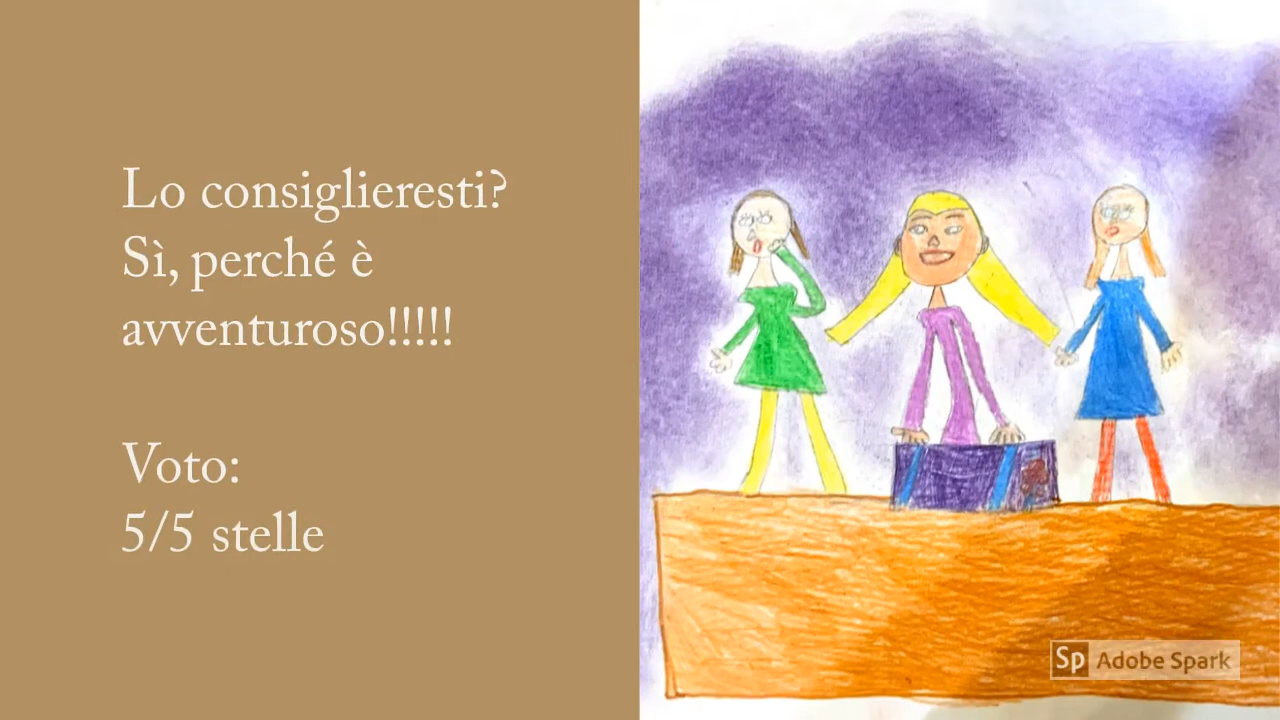 Lo consiglieresti?
Sì, perché è
avventuroso!!!!!
Voto:
5/5 stelle
Sp Adobe Spark